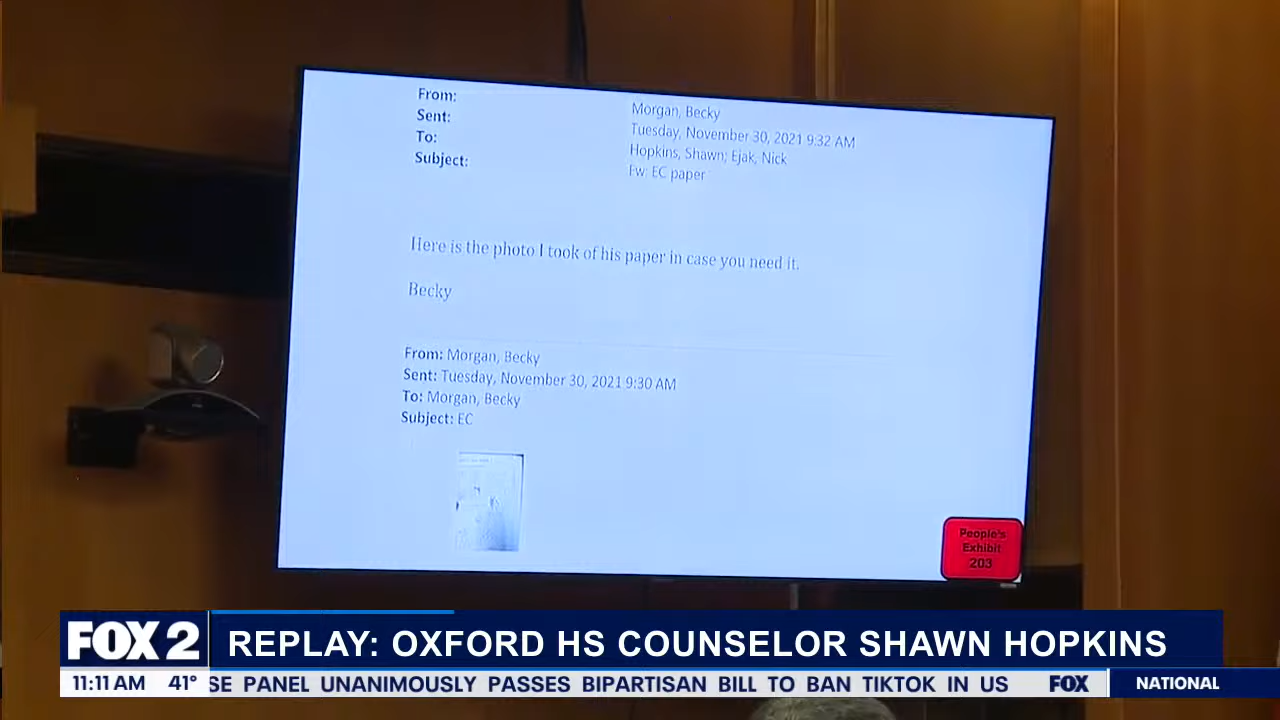 From: Morgan, Becky
Sent: Tuesday, November 30, 2021 9:32 AM
To: Hopkins, Shawn; Ejak, Nick
Subject: Fw: EC paper
Here is the photo I took of his paper in case you need it.
Becky
From: Morgan, Becky
Sent: Tuesday, November 30, 2021 9:30 AM
To: Morgan, Becky
Subject: EC
People's
Exhibit
203
FOX 2 REPLAY: OXFORD HS COUNSELOR SHAWN HOPKINS
11:11 AM 41° SE PANEL UNANIMOUSLY PASSES BIPARTISAN BILL TO BAN TIKTOK IN US FOX NATIONAL